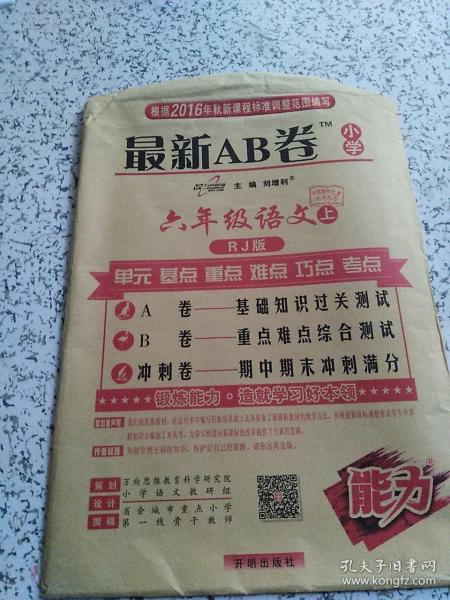 根据2016年秋新课程标准调整范围编写
最新AB卷™
小学
主编 刘增利
六年级语文上
RJ版
单元 基点 重点 难点 巧点 考点
A 卷——基础知识过关测试
B 卷——重点难点综合测试
冲刺卷——期中期末冲刺满分
★★★★★锻炼能力·造就学习好本领★★★★★
策划 万向思维教育科学研究院
小学语文教研组
设计
省会城市重点小学
撰稿 第一线骨干教师
能力
开明出版社
孔夫子旧书网
www.kongfz.com